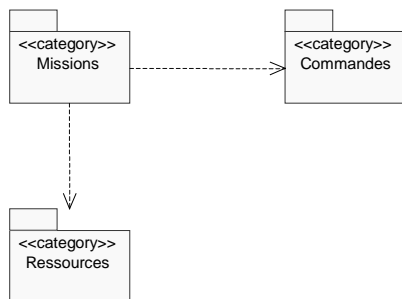 <<category>>
Missions
<<category>>
Commandes
<<category>>
Ressources